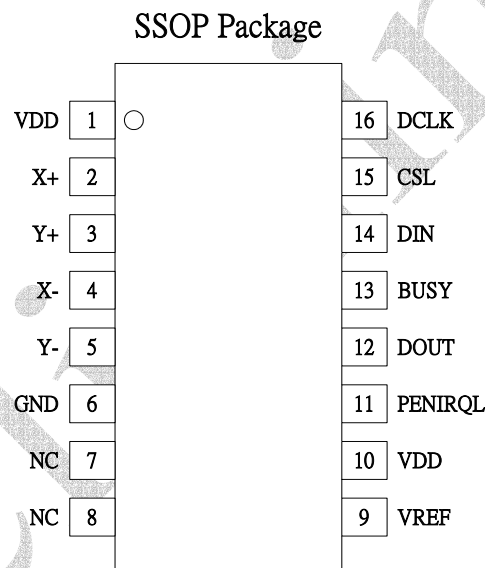 SSOP Package
VDD 1 16 DCLK
X+ 2 15 CSL
Y+ 3 14 DIN
X- 4 13 BUSY
Y- 5 12 DOUT
GND 6 11 PENIRQL
NC 7 10 VDD
NC 8 9 VREF